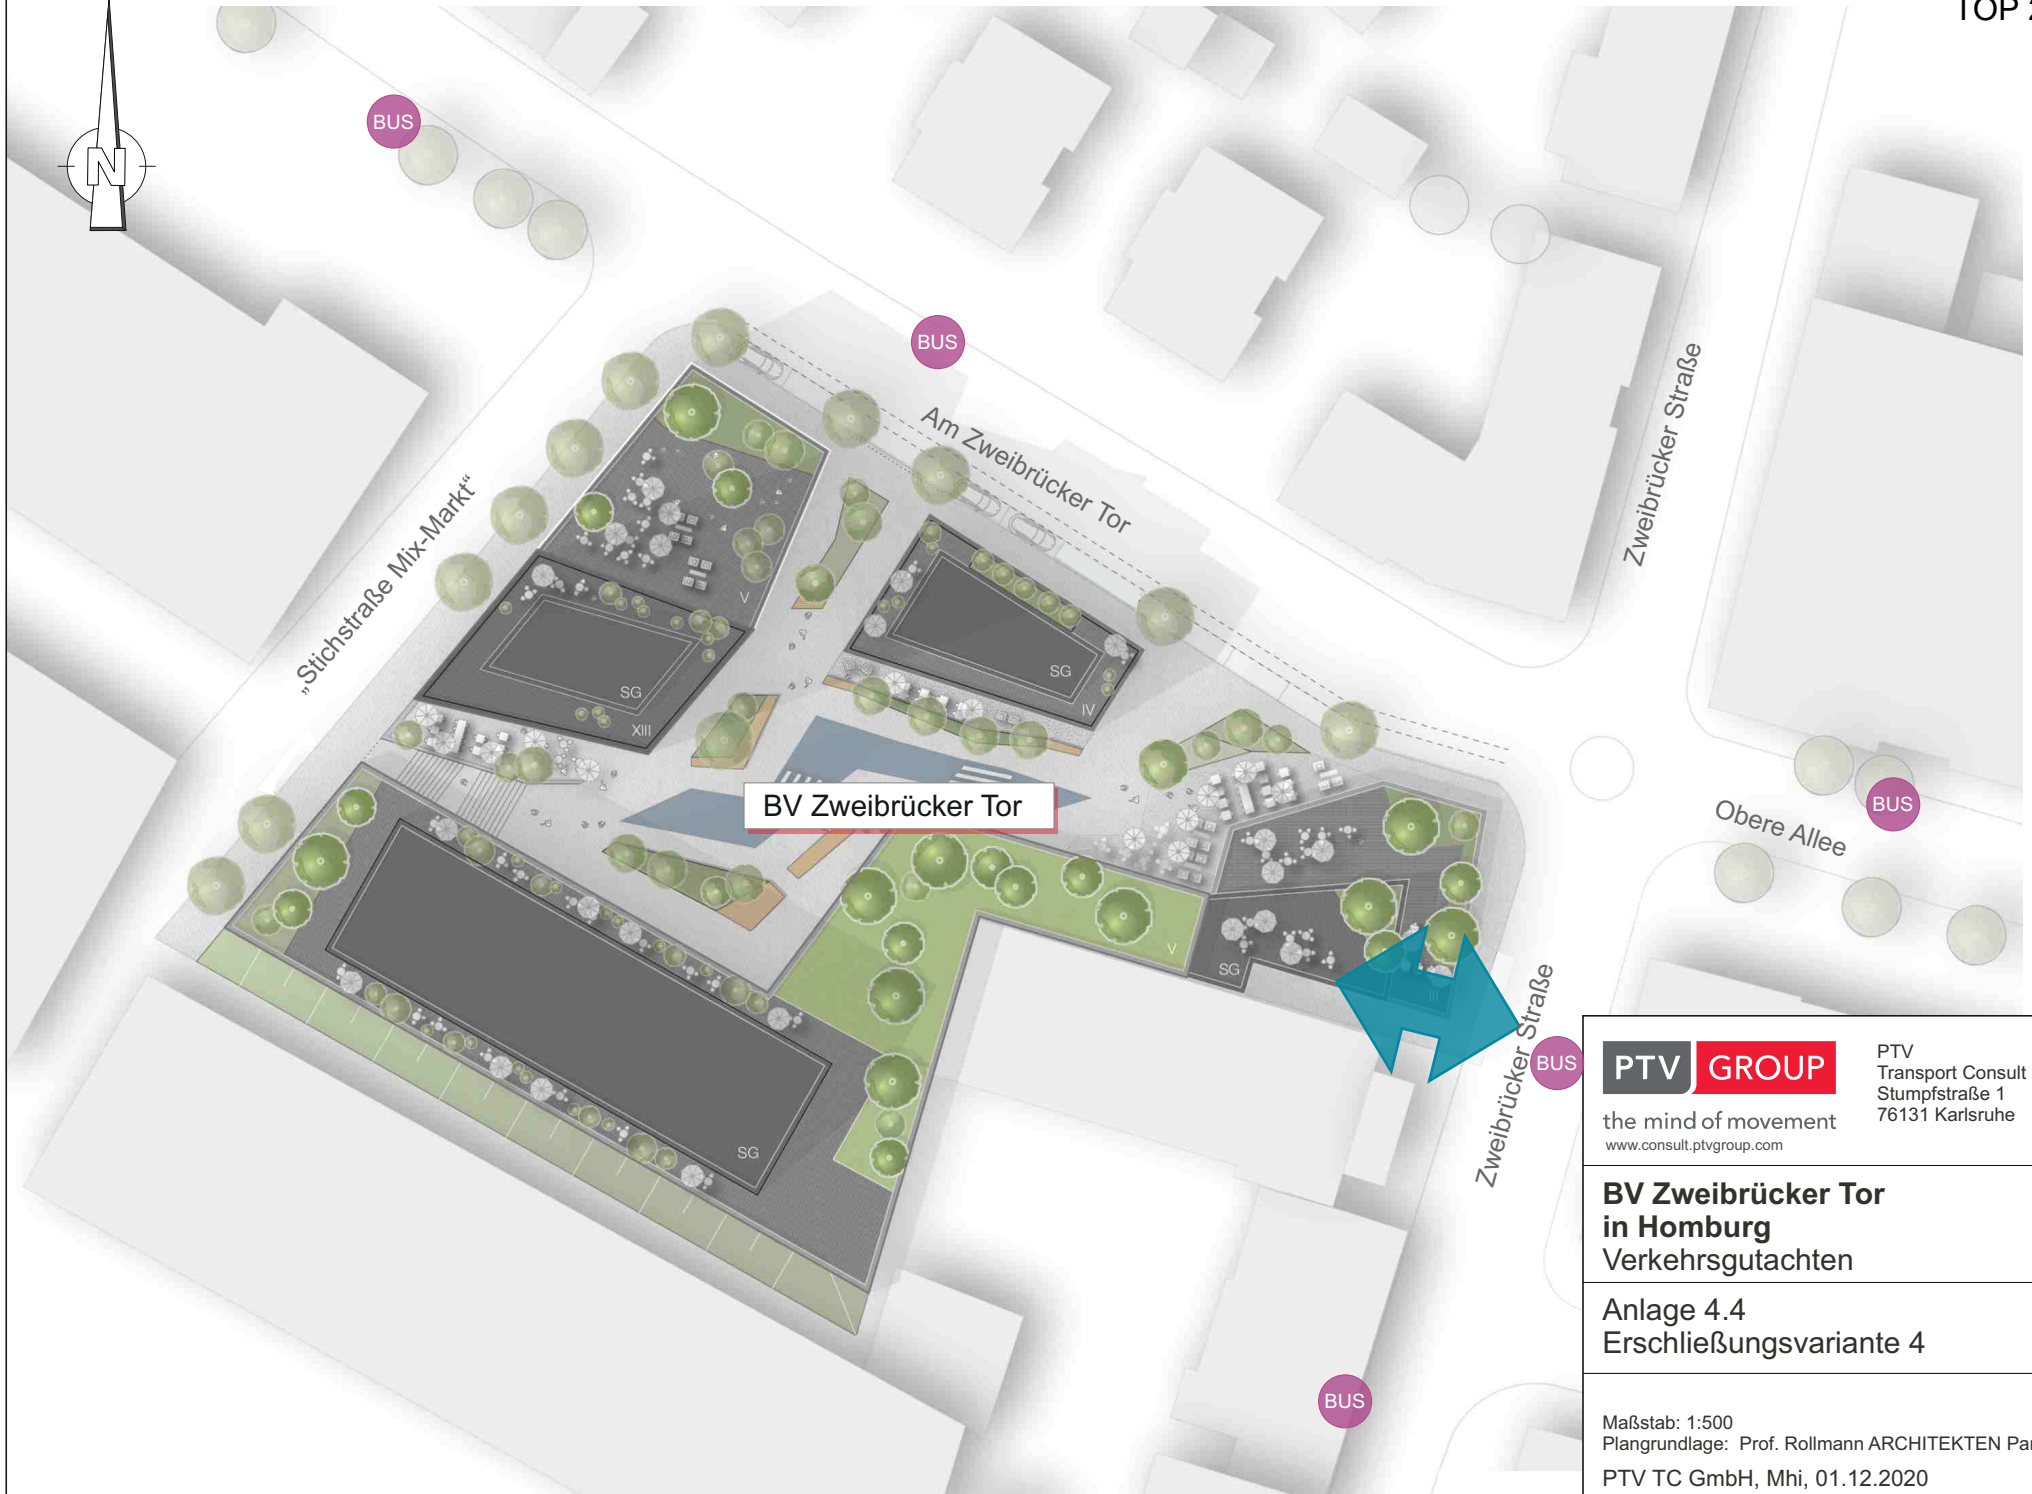 TOP
N
BUS
BUS
Am Zweibrücker Tor
Zweibrücker Straße
„Stichstraße Mix-Markt“
V
SG
XIII
SG
IV
BV Zweibrücker Tor
Obere Allee
BUS
V
SG
III
Zweibrücker Straße
BUS
SG
BUS
PTV GROUP
the mind of movement
www.consult.ptvgroup.com
PTV
Transport Consult
Stumpfstraße 1
76131 Karlsruhe
BV Zweibrücker Tor
in Homburg
Verkehrsgutachten
Anlage 4.4
Erschließungsvariante 4
Maßstab: 1:500
Plangrundlage: Prof. Rollmann ARCHITEKTEN
PTV TC GmbH, Mhi, 01.12.2020